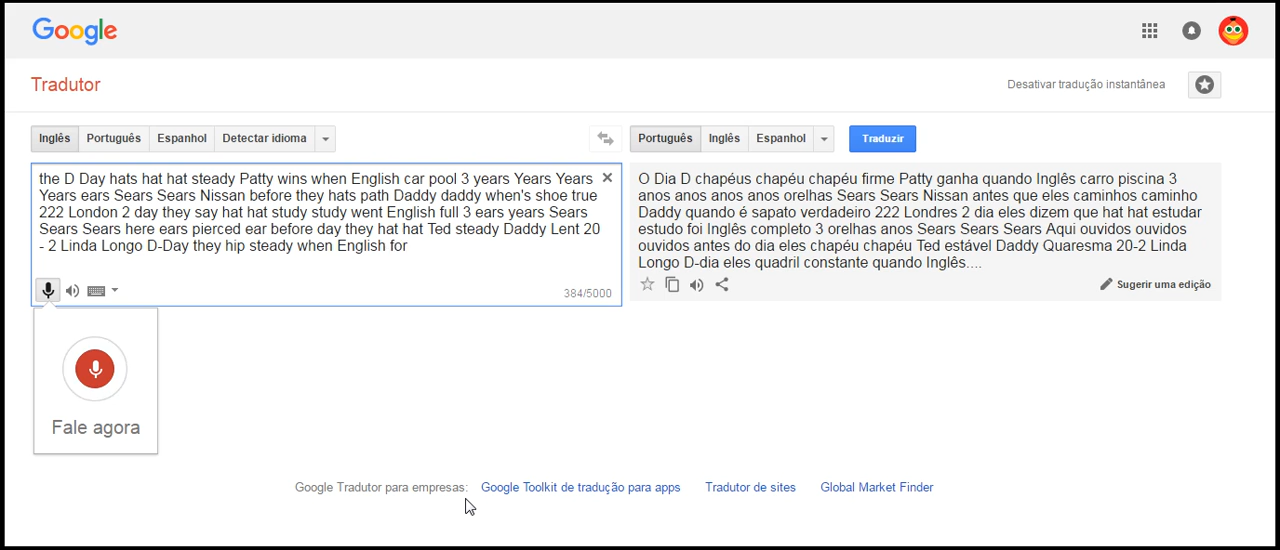 Google
Tradutor
Desativar tradução instantânea
Inglês Português Espanhol Detectar idioma
Português Inglês Espanhol Traduzir
the D Day hats hat hat steady Patty wins when English car pool 3 years Years Years
Years ears Sears Sears Nissan before they hats path Daddy daddy when's shoe true
222 London 2 day they say hat hat study study went English full 3 ears years Sears
Sears Sears here ears pierced ear before day they hat hat Ted steady Daddy Lent 20
- 2 Linda Longo D-Day they hip steady when English for
384/5000
O Dia D chapéus chapéu chapéu firme Patty ganha quando Inglês carro piscina 3
anos anos anos anos orelhas Sears Sears Nissan antes que eles caminhos caminho
Daddy quando é sapato verdadeiro 222 Londres 2 dia eles dizem que hat hat estudar
estudo foi Inglês completo 3 orelhas anos Sears Sears Sears Aqui ouvidos ouvidos
ouvidos antes do dia eles chapéu chapéu Ted estável Daddy Quaresma 20-2 Linda
Longo D-dia eles quadril constante quando Inglês....
Sugerir uma edição
Fale agora
Google Tradutor para empresas: Google Toolkit de tradução para apps Tradutor de sites Global Market Finder